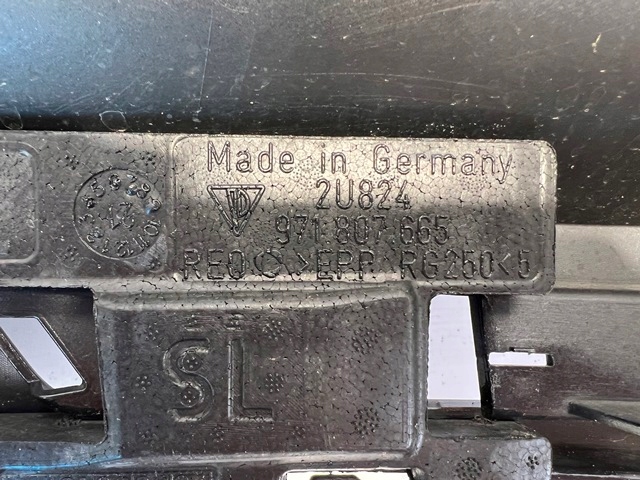 Made in Germany
2U824
971.807.665
>EPP RG250<5
SL